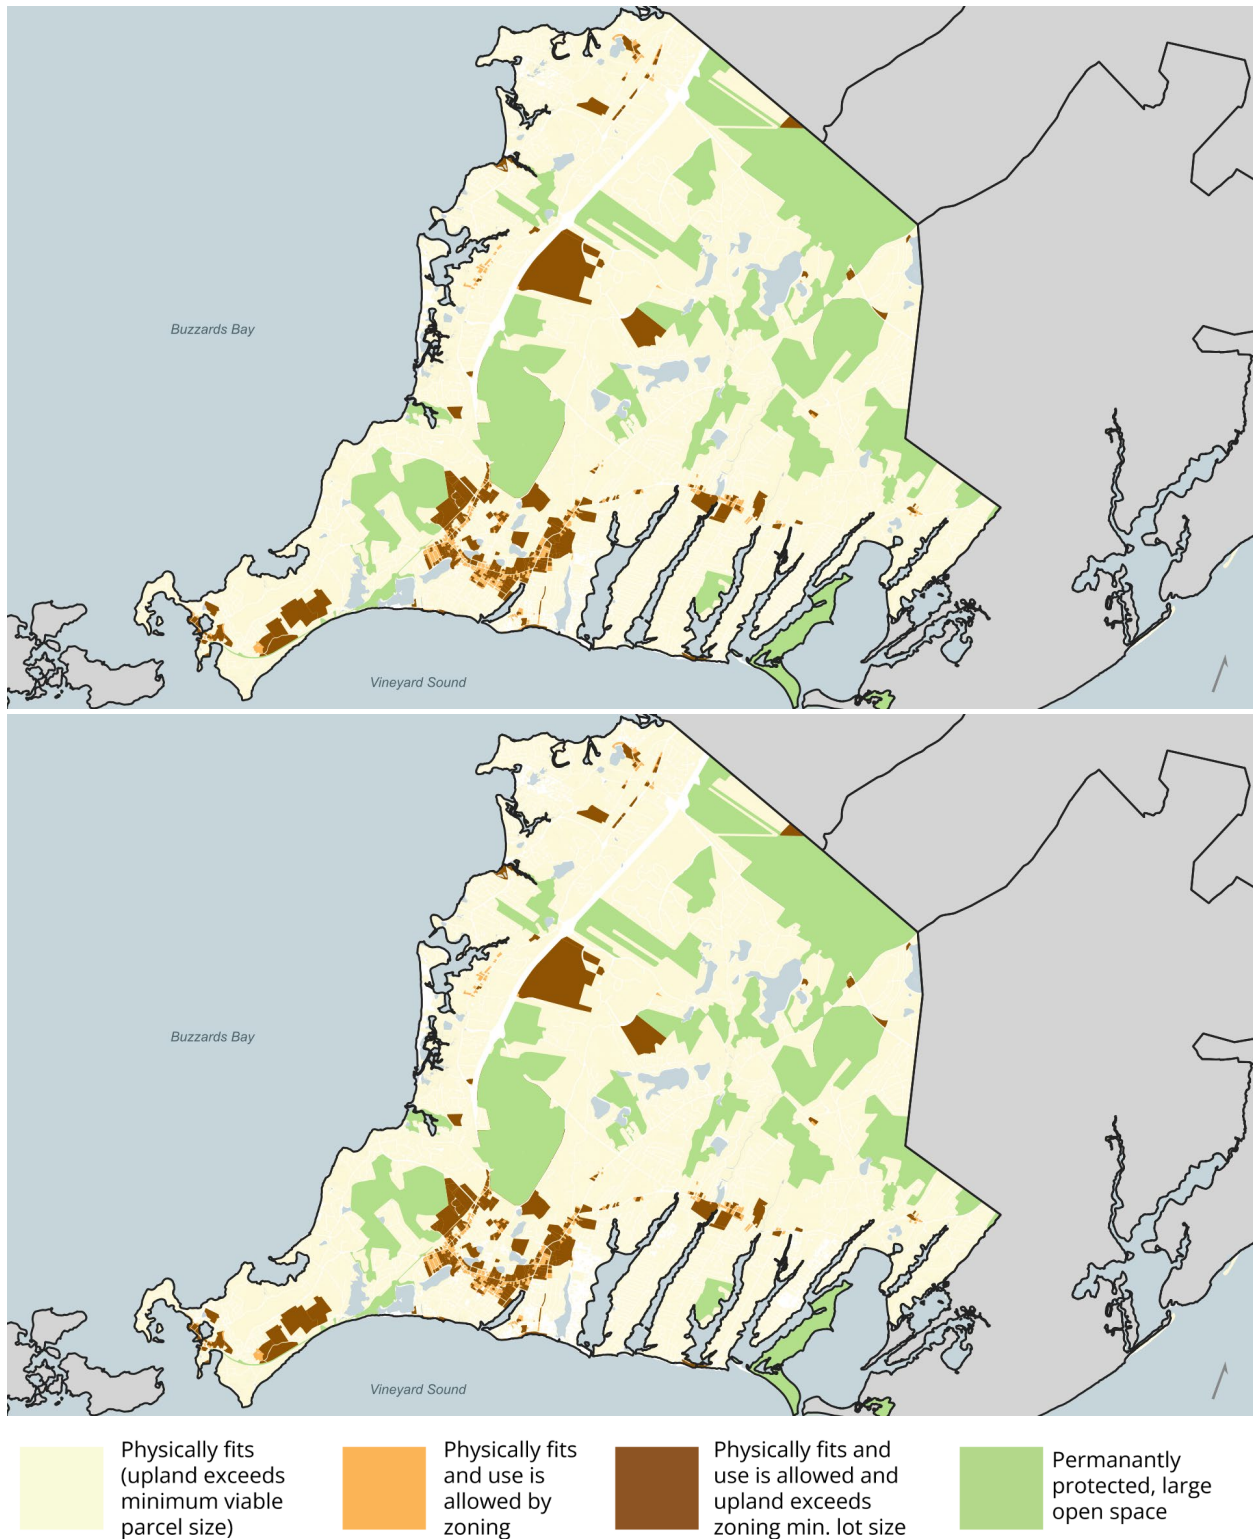 Buzzards Bay
Vineyard Sound
Buzzards Bay
Vineyard Sound
Physically fits
(upland exceeds
minimum viable
parcel size)
Physically fits
and use is
allowed by
zoning
Physically fits and
use is allowed and
upland exceeds
zoning min. lot size
Permanantly
protected, large
open space